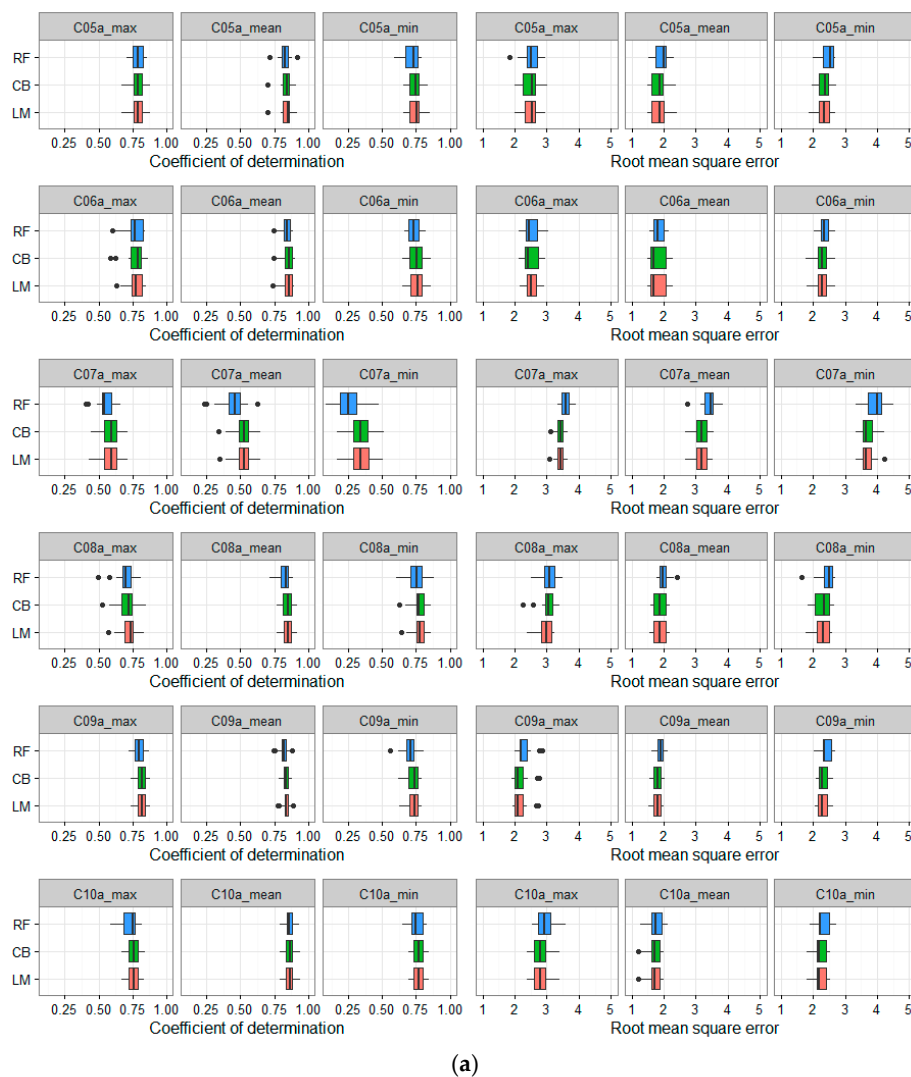 C05a_max C05a_mean C05a_min C05a_max C05a_mean C05a_min
RF
CB
LM
0.25 0.50 0.75 1.00 0.25 0.50 0.75 1.00 0.25 0.50 0.75 1.00 1 2 3 4 5 1 2 3 4 5 1 2 3 4 5
Coefficient of determination Root mean square error
C06a_max C06a_mean C06a_min C06a_max C06a_mean C06a_min
RF
CB
LM
0.25 0.50 0.75 1.00 0.25 0.50 0.75 1.00 0.25 0.50 0.75 1.00 1 2 3 4 5 1 2 3 4 5 1 2 3 4 5
Coefficient of determination Root mean square error
C07a_max C07a_mean C07a_min C07a_max C07a_mean C07a_min
RF
CB
LM
0.25 0.50 0.75 1.00 0.25 0.50 0.75 1.00 0.25 0.50 0.75 1.00 1 2 3 4 5 1 2 3 4 5 1 2 3 4 5
Coefficient of determination Root mean square error
C08a_max C08a_mean C08a_min C08a_max C08a_mean C08a_min
RF
CB
LM
0.25 0.50 0.75 1.00 0.25 0.50 0.75 1.00 0.25 0.50 0.75 1.00 1 2 3 4 5 1 2 3 4 5 1 2 3 4 5
Coefficient of determination Root mean square error
C09a_max C09a_mean C09a_min C09a_max C09a_mean C09a_min
RF
CB
LM
0.25 0.50 0.75 1.00 0.25 0.50 0.75 1.00 0.25 0.50 0.75 1.00 1 2 3 4 5 1 2 3 4 5 1 2 3 4 5
Coefficient of determination Root mean square error
C10a_max C10a_mean C10a_min C10a_max C10a_mean C10a_min
RF
CB
LM
0.25 0.50 0.75 1.00 0.25 0.50 0.75 1.00 0.25 0.50 0.75 1.00 1 2 3 4 5 1 2 3 4 5 1 2 3 4 5
Coefficient of determination Root mean square error
(a)